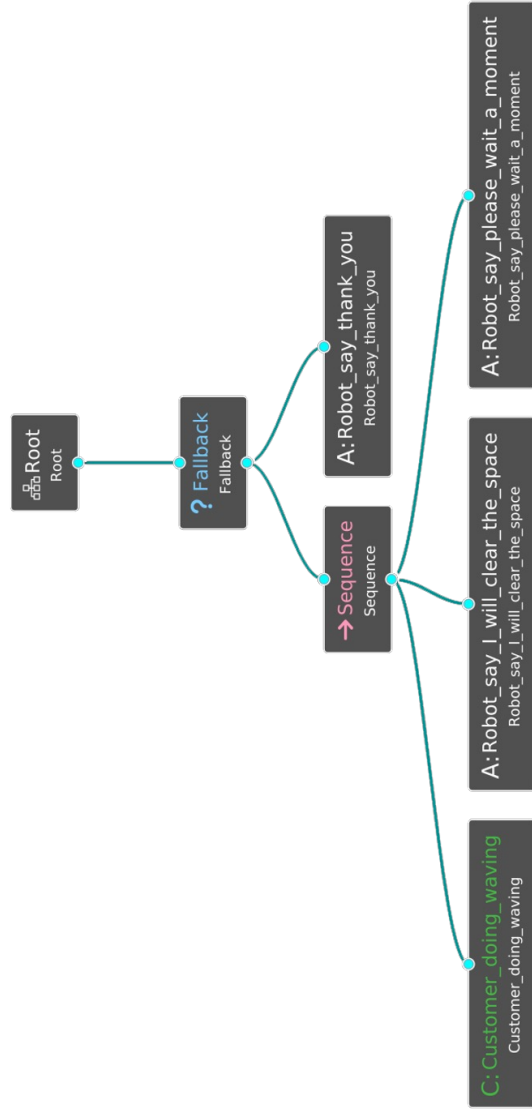 Root
Root
? Fallback
Fallback
→ Sequence
Sequence
A: Robot_say_thank_you
Robot_say_thank_you
C: Customer_doing_waving
Customer_doing_waving
A: Robot_say_I_will_clear_the_space
Robot_say_I_will_clear_the_space
A: Robot_say_please_wait_a_moment
Robot_say_please_wait_a_moment